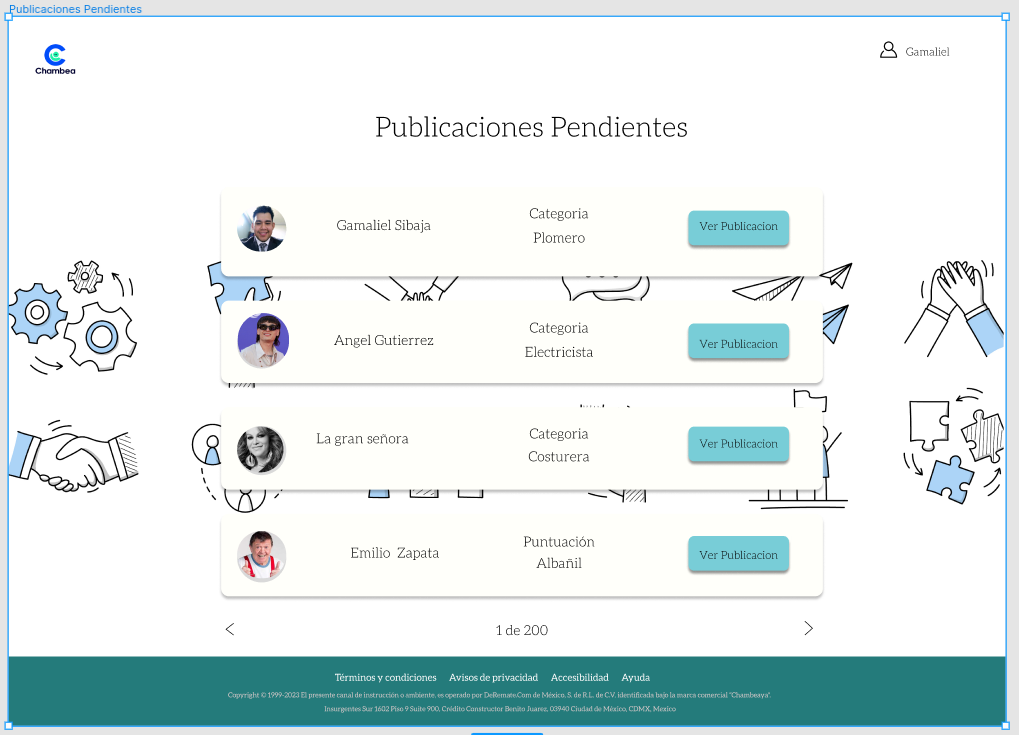 Publicaciones Pendientes
Chambea
Gamaliel
Publicaciones Pendientes
Gamaliel Sibaja
Categoria
Plomero
Ver Publicacion
Angel Gutierrez
Categoria
Electricista
Ver Publicacion
La gran señora
Categoria
Costurera
Ver Publicacion
Emilio Zapata
Puntuación
Albañil
Ver Publicacion
1 de 200
Términos y condiciones Avisos de privacidad Accesibilidad Ayuda
Copyright © 1999-2023 El presente canal de instrucción o ambiente, es operado por DeRemate.Com de México, S. de R.L. de C.V. identificada bajo la marca comercial "Chambeaya".
Insurgentes Sur 1602 Piso 9 Suite 900, Crédito Constructor Benito Juarez, 03940 Ciudad de México, CDMX, Mexico